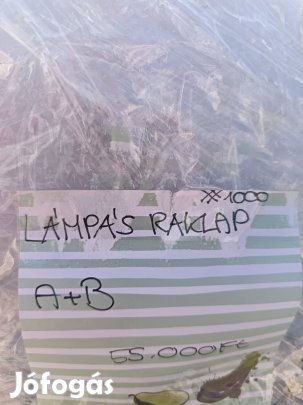 ※1000
LÁMPÁS RAKLAP
A+B
55.000Ft
Jófogás